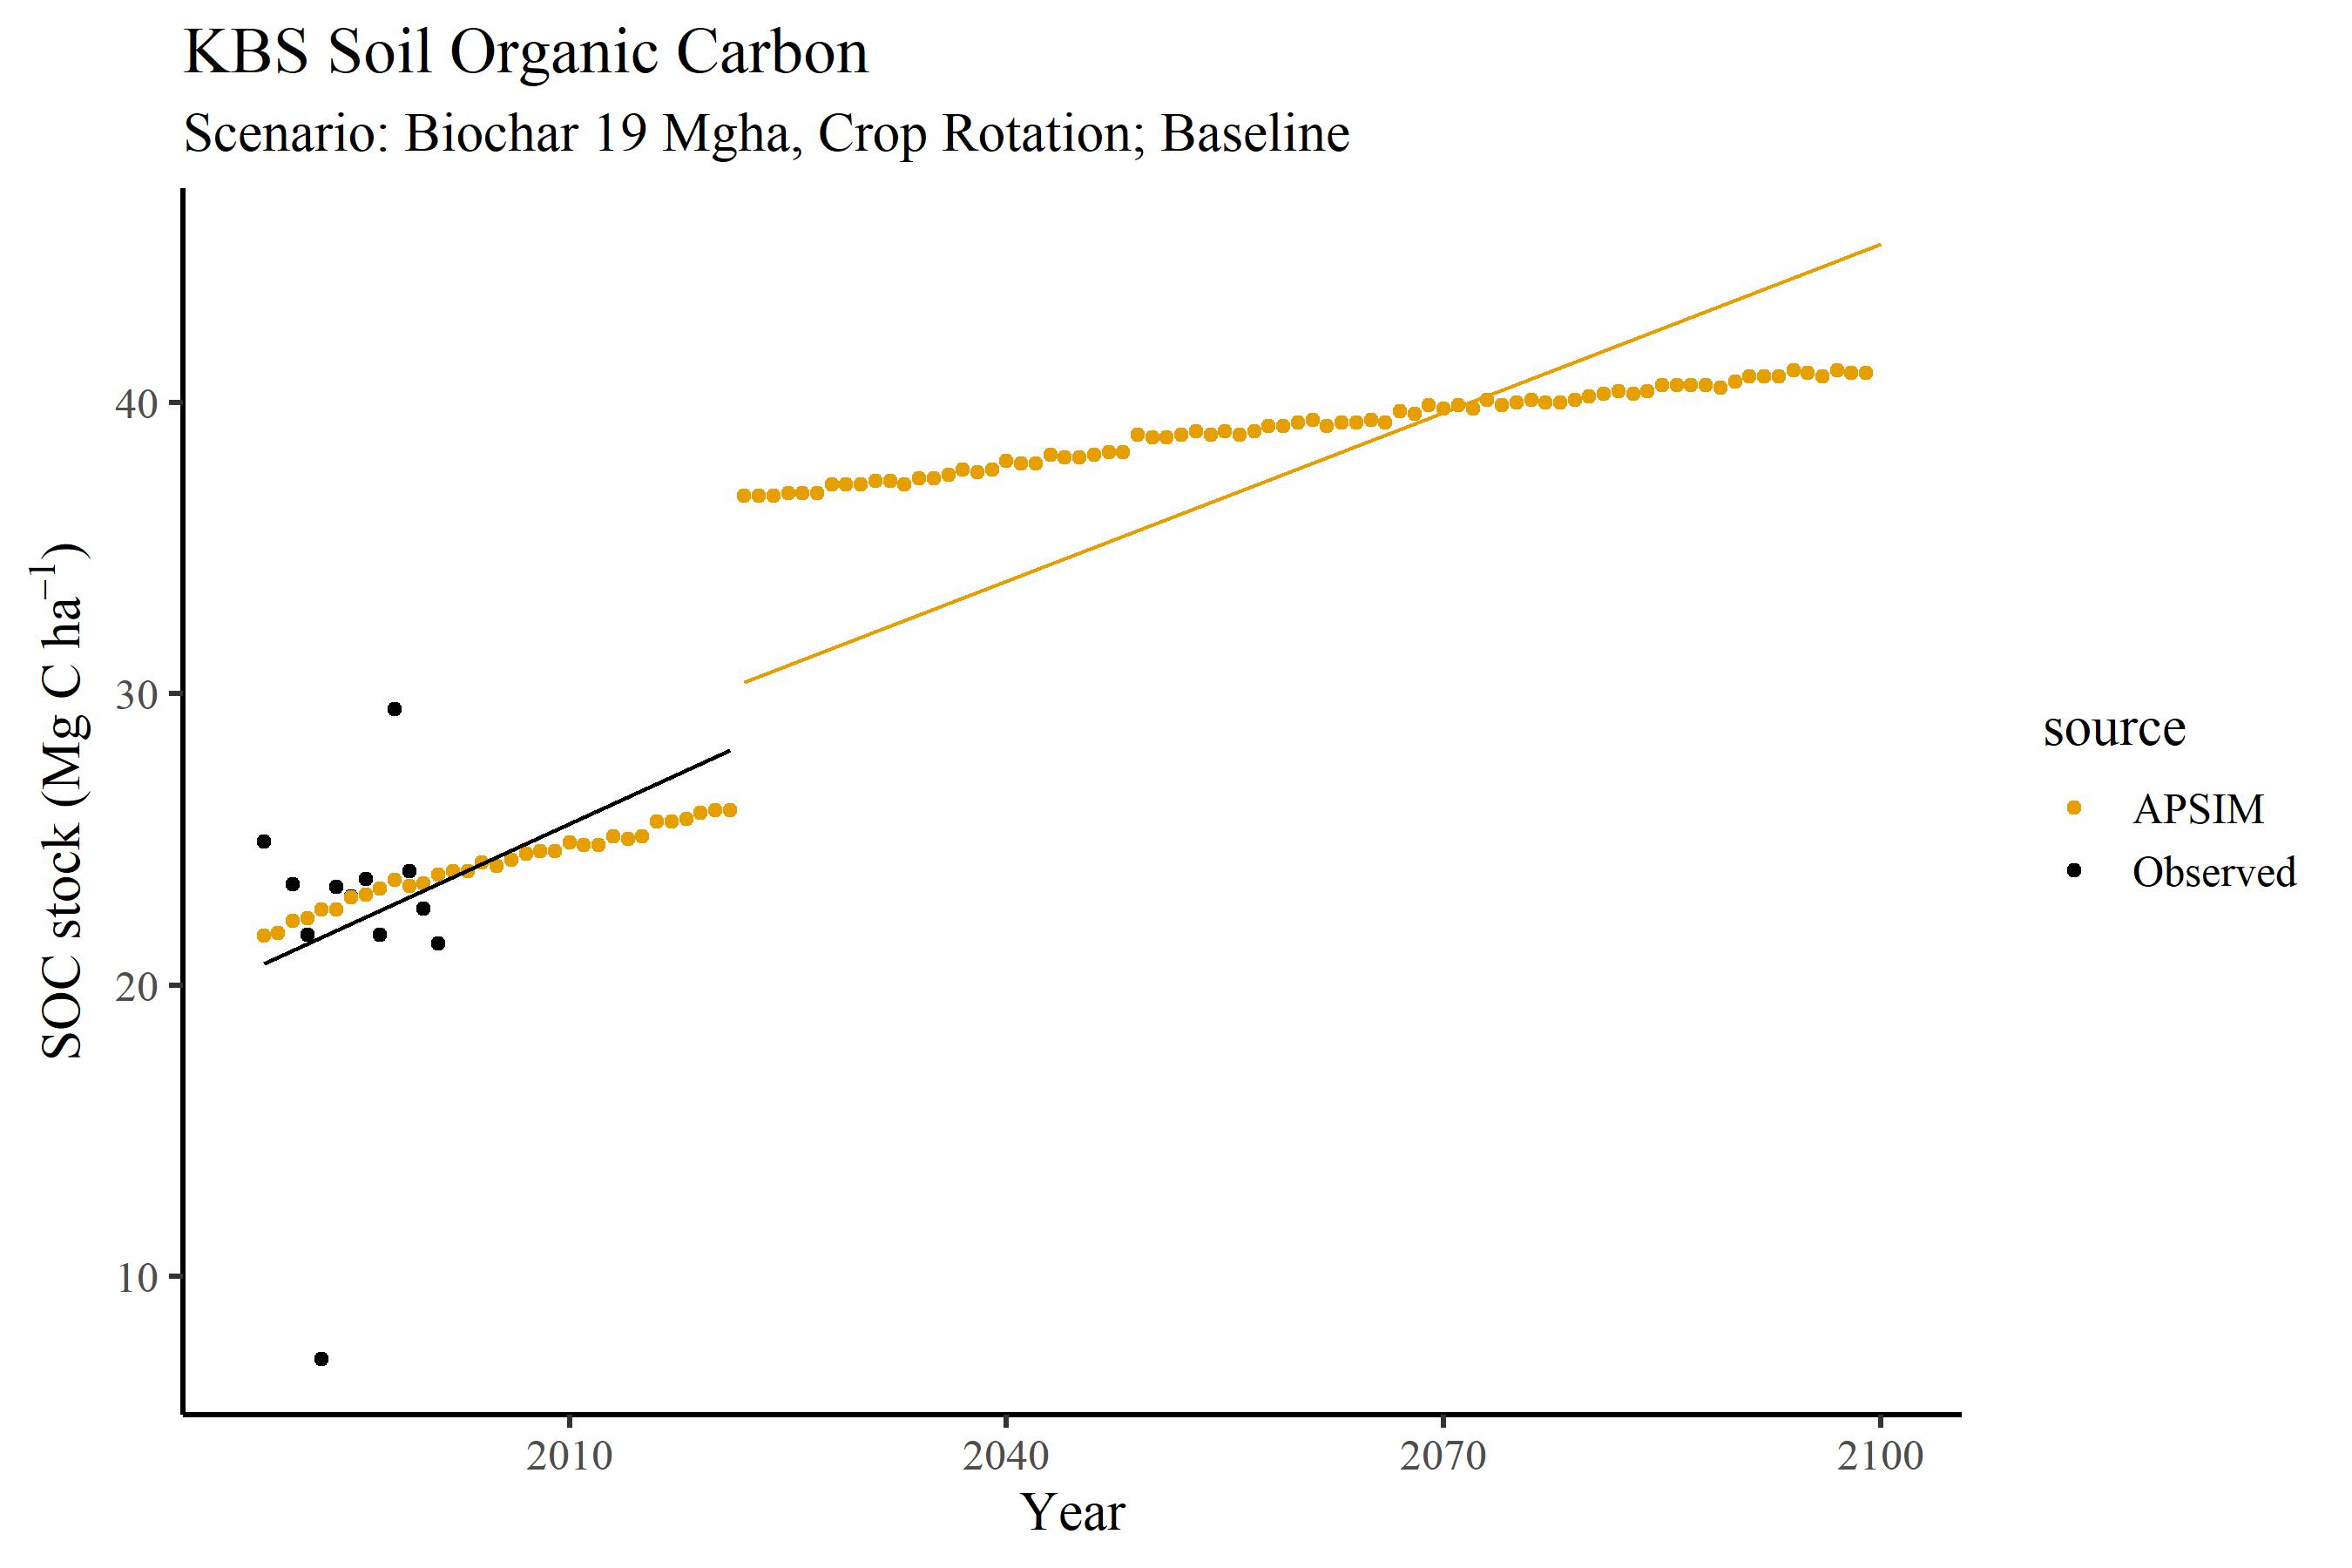 KBS Soil Organic Carbon
Scenario: Biochar 19 Mgha, Crop Rotation; Baseline
SOC stock (Mg C ha⁻¹)
40
30
20
10
2010 2040 2070 2100
Year
source
APSIM
Observed